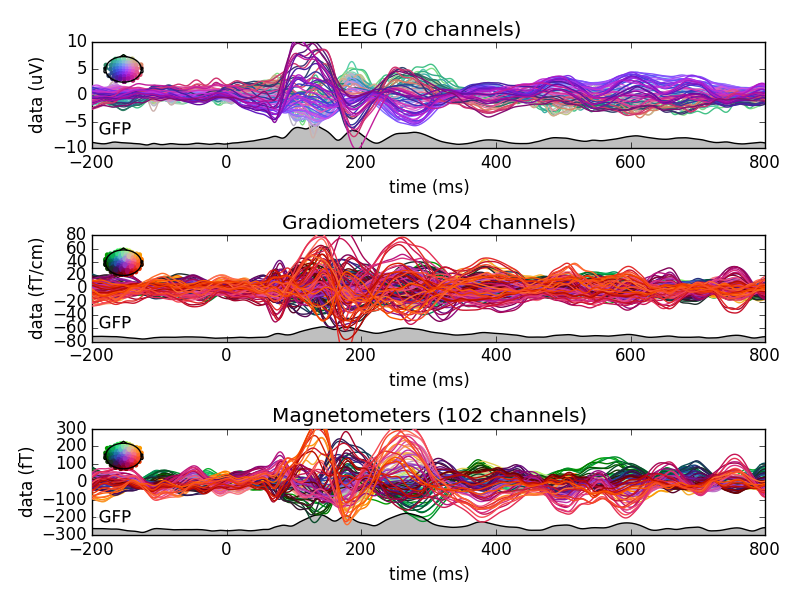 EEG (70 channels)
10
5
0
−5
−10
data (uV)
GFP
−200 0 200 400 600 800
time (ms)
Gradiometers (204 channels)
80
60
40
20
0
−20
−40
−60
−80
data (fT/cm)
GFP
−200 0 200 400 600 800
time (ms)
Magnetometers (102 channels)
300
200
100
0
−100
−200
−300
data (fT)
GFP
−200 0 200 400 600 800
time (ms)